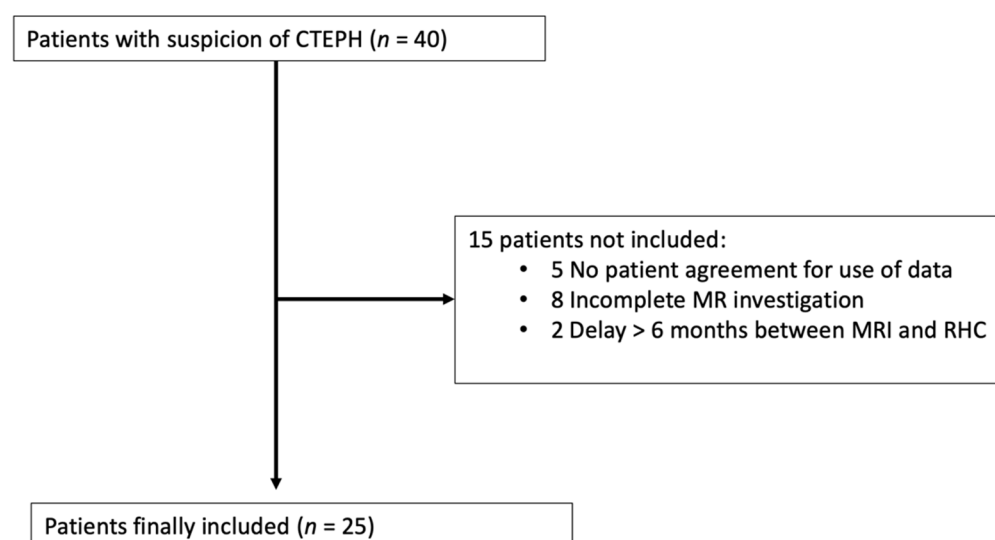 Patients with suspicion of CTEPH (n = 40)
15 patients not included:
• 5 No patient agreement for use of data
• 8 Incomplete MR investigation
• 2 Delay > 6 months between MRI and RHC
Patients finally included (n = 25)